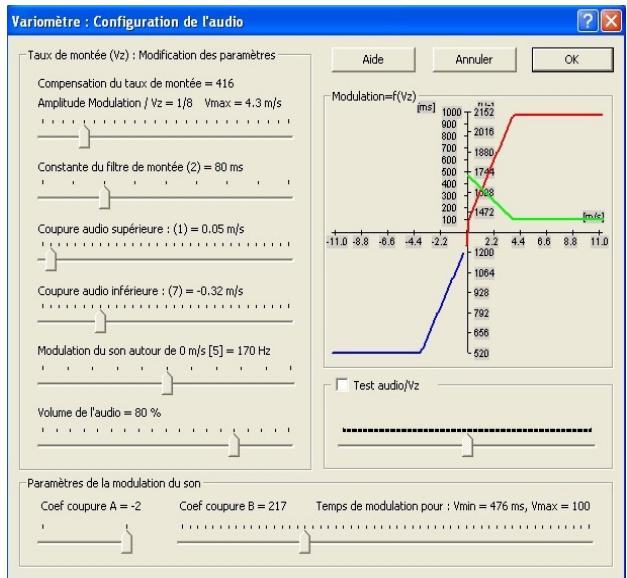 Variomètre : Configuration de l'audio
Taux de montée (Vz) : Modification des paramètres
Compensation du taux de montée = 416
Amplitude Modulation / Vz = 1/8 Vmax = 4.3 m/s
Constante du filtre de montée (2) = 80 ms
Coupure audio supérieure : (1) = 0.05 m/s
Coupure audio inférieure : (7) = -0.32 m/s
Modulation du son autour de 0 m/s [5] = 170 Hz
Volume de l'audio = 80 %
Aide Annuler OK
Modulation=f(Vz)
[ms] 1000 2152
900
800 2016
700
600 1880
500 1744
400
300 1628
200
100 1472
[m/s]
-11.0 -8.8 -6.6 -4.4 -2.2 2.2 4.4 6.6 8.8 11.0
1200
1064
928
792
656
520
Test audio/Vz
Paramètres de la modulation du son
Coef coupure A = -2 Coef coupure B = 217 Temps de modulation pour : Vmin = 476 ms, Vmax = 100